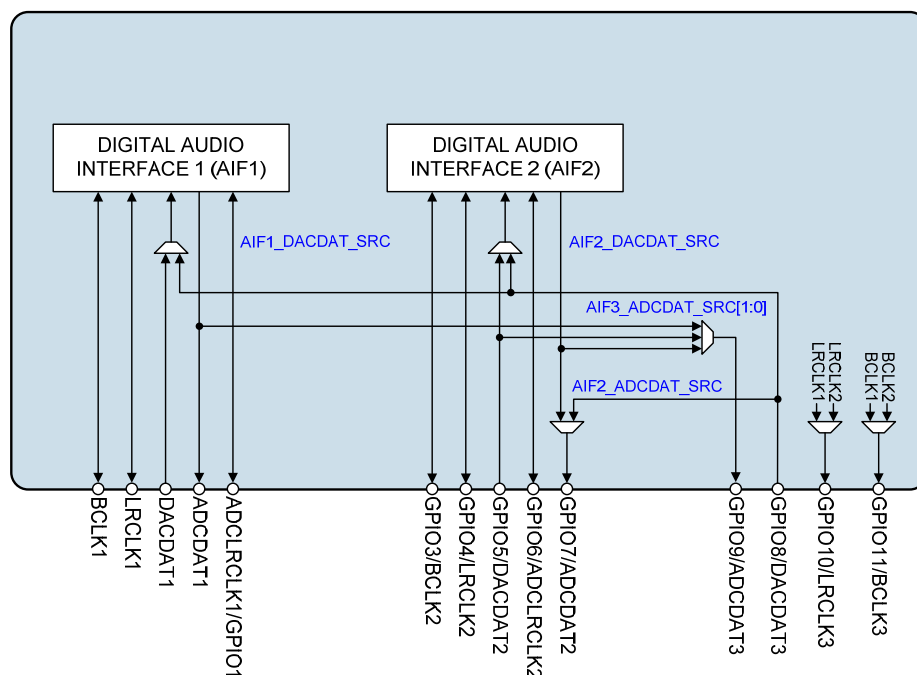 DIGITAL AUDIO
INTERFACE 1 (AIF1)
DIGITAL AUDIO
INTERFACE 2 (AIF2)
AIF1_DACDAT_SRC
AIF2_DACDAT_SRC
AIF3_ADCDAT_SRC[1:0]
AIF2_ADCDAT_SRC
LRCLK2
LRCLK1
BCLK2
BCLK1
BCLK1
LRCLK1
DACDAT1
ADCDAT1
ADCLRCLK1/GPIO1
GPIO3/BCLK2
GPIO4/LRCLK2
GPIO5/DACDAT2
GPIO6/ADCLRCLK2
GPIO7/ADCDAT2
GPIO9/ADCDAT3
GPIO8/DACDAT3
GPIO10/LRCLK3
GPIO11/BCLK3